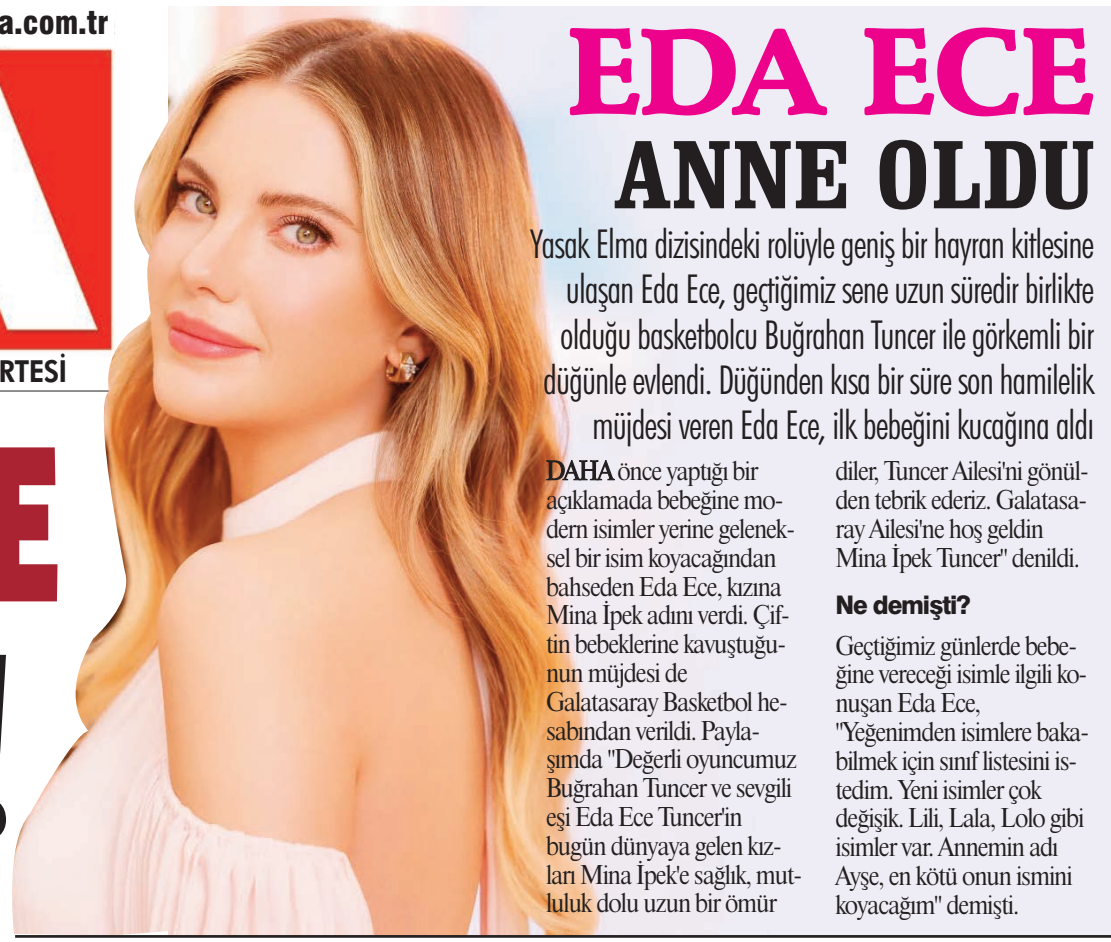 a.com.tr
A
RTESİ
E
EDA ECE
ANNE OLDU
Yasak Elma dizisindeki rolüyle geniş bir hayran kitlesine
ulaşan Eda Ece, geçtiğimiz sene uzun süredir birlikte
olduğu basketbolcu Buğrahan Tuncer ile görkemli bir
düğünle evlendi. Düğünden kısa bir süre son hamilelik
müjdesi veren Eda Ece, ilk bebeğini kucağına aldı
DAHA önce yaptığı bir
açıklamada bebeğine mo-
dern isimler yerine gelenek-
sel bir isim koyacağından
bahseden Eda Ece, kızına
Mina İpek adını verdi. Çif-
tin bebeklerine kavuştuğu-
nun müjdesi de
Galatasaray Basketbol he-
sabından verildi. Payla-
şımda "Değerli oyuncumuz
Buğrahan Tuncer ve sevgili
eşi Eda Ece Tuncer'in
bugün dünyaya gelen kız-
ları Mina İpek'e sağlık, mut-
luluk dolu uzun bir ömür
diler, Tuncer Ailesi'ni gönül-
den tebrik ederiz. Galatasa-
ray Ailesi'ne hoş geldin
Mina İpek Tuncer" denildi.
Ne demişti?
Geçtiğimiz günlerde bebe-
ğine vereceği isimle ilgili ko-
nuşan Eda Ece,
"Yeğenimden isimlere baka-
bilmek için sınıf listesini is-
tedim. Yeni isimler çok
değişik. Lili, Lala, Lolo gibi
isimler var. Annemin adı
Ayşe, en kötü onun ismini
koyacağım" demişti.